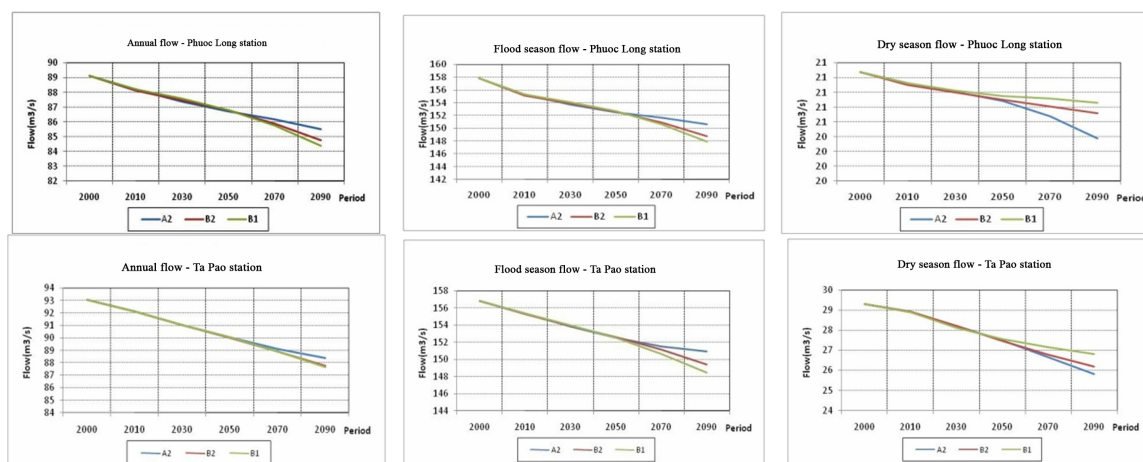 Annual flow - Phuoc Long station
Flow(m3/s)
90
89
88
87
86
85
84
83
82
2000 2010 2030 2050 2070 2090 Period
A2 B2 B1
Flood season flow - Phuoc Long station
Flow(m3/s)
160
158
156
154
152
150
148
146
144
142
2000 2010 2030 2050 2070 2090 Period
A2 B2 B1
Dry season flow - Phuoc Long station
Flow(m3/s)
21
21
21
21
20
20
20
20
20
2000 2010 2030 2050 2070 2090 Period
A2 B2 B1
Annual flow - Ta Pao station
Flow(m3/s)
94
93
92
91
90
89
88
87
86
85
84
2000 2010 2030 2050 2070 2090 Period
A2 B2 B1
Flood season flow - Ta Pao station
Flow(m3/s)
158
156
154
152
150
148
146
144
2000 2010 2030 2050 2070 2090 Period
A2 B2 B1
Dry season flow - Ta Pao station
Flow(m3/s)
30
29
28
27
26
25
24
2000 2010 2030 2050 2070 2090 Period
A2 B2 B1